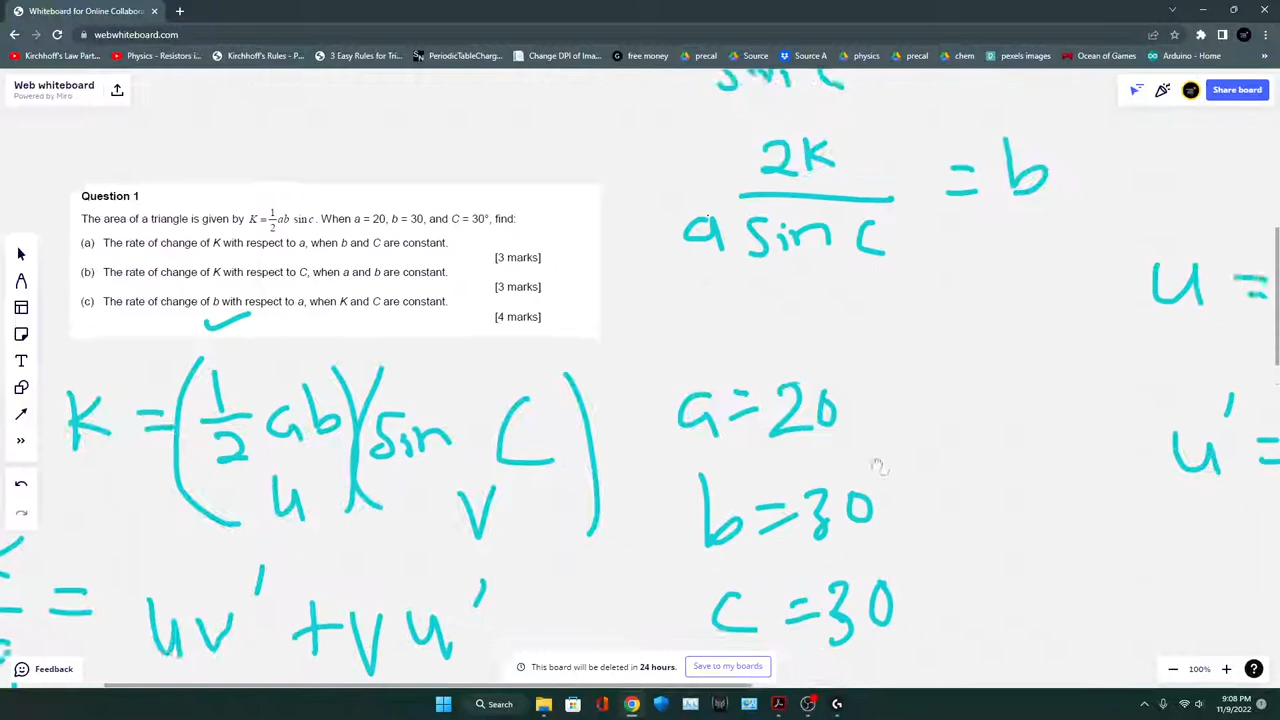 Whiteboard for Online Collabora
webwhiteboard.com
Kirchhoff's Law Part...
Physics - Resistors i...
Kirchhoff's Rules - P...
3 Easy Rules for Tri...
PeriodicTableCharg...
Change DPI of Ima...
free money
precal
Source
Source A
physics
precal
chem
pexels images
Ocean of Games
Arduino - Home
Web whiteboard
Powered by Miro
Share board
sin C
2K
= b
a sin C
Question 1
The area of a triangle is given by K = 1/2 ab sin c. When a = 20, b = 30, and C = 30°, find:
(a) The rate of change of K with respect to a, when b and C are constant.
[3 marks]
(b) The rate of change of K with respect to C, when a and b are constant.
[3 marks]
(c) The rate of change of b with respect to a, when K and C are constant.
[4 marks]
u =
K = (1/2 ab)(sin C)
u v
a = 20
b = 30
c = 30
u' =
= uv' + vu'
Feedback
This board will be deleted in 24 hours.
Save to my boards
100%
Search
9:08 PM
11/9/2022